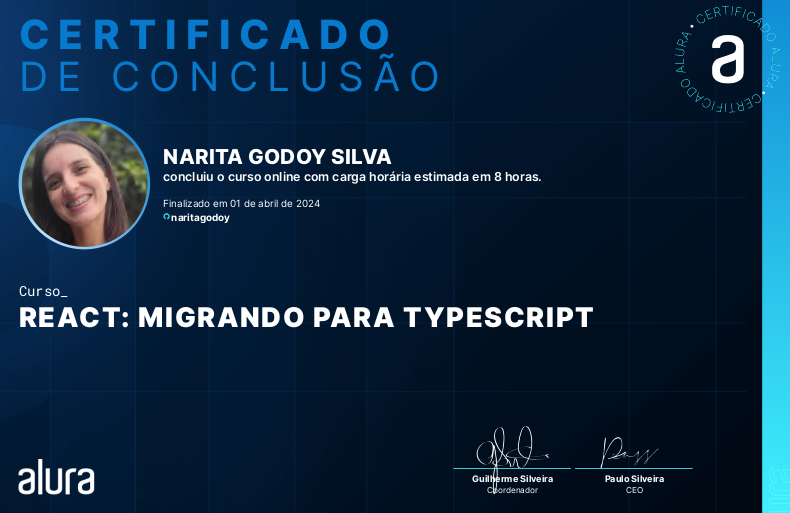 CERTIFICADO
DE CONCLUSÃO
CERTIFICADO ALURA • CERTIFICADO ALURA •
a
NARITA GODOY SILVA
concluiu o curso online com carga horária estimada em 8 horas.
Finalizado em 01 de abril de 2024
naritagodoy
Curso_
REACT: MIGRANDO PARA TYPESCRIPT
alura
Guilherme Silveira
Coordenador
Paulo Silveira
CEO